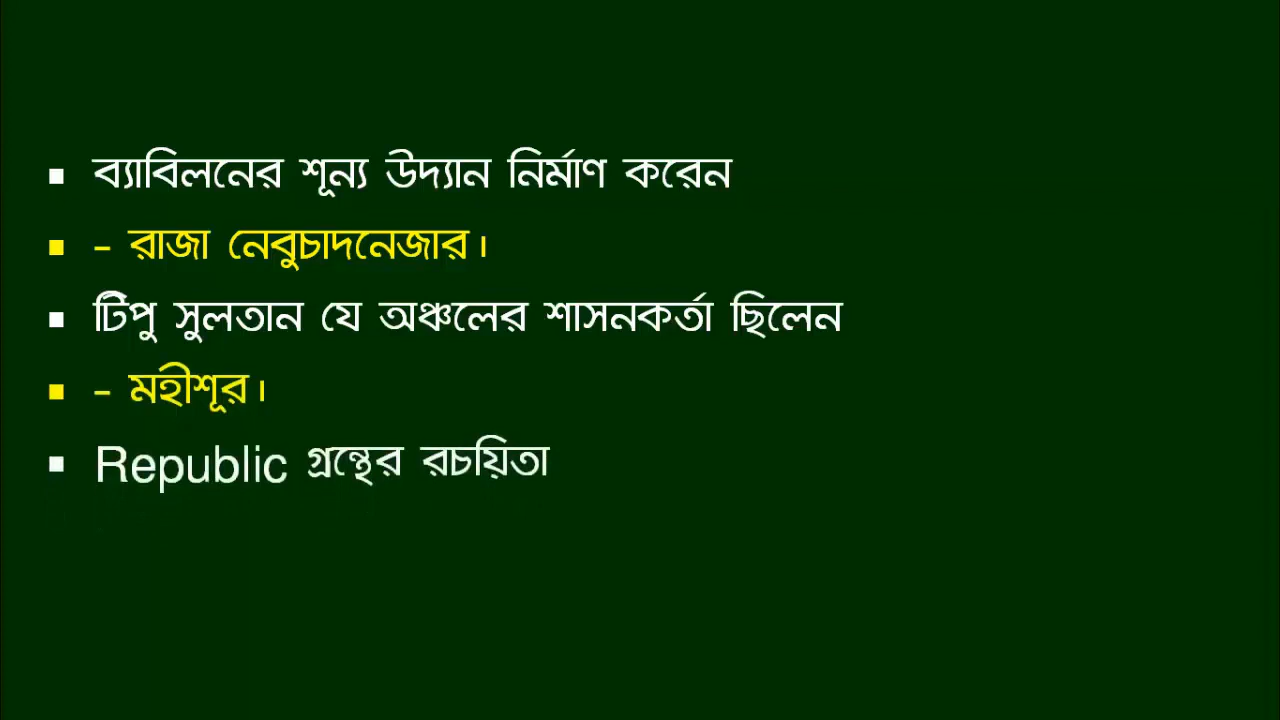 ▪ ব্যাবিলনের শূন্য উদ্যান নির্মাণ করেন
▪ – রাজা নেবুচাদনেজার।
▪ টিপু সুলতান যে অঞ্চলের শাসনকর্তা ছিলেন
▪ – মহীশূর।
▪ Republic গ্রন্থের রচয়িতা